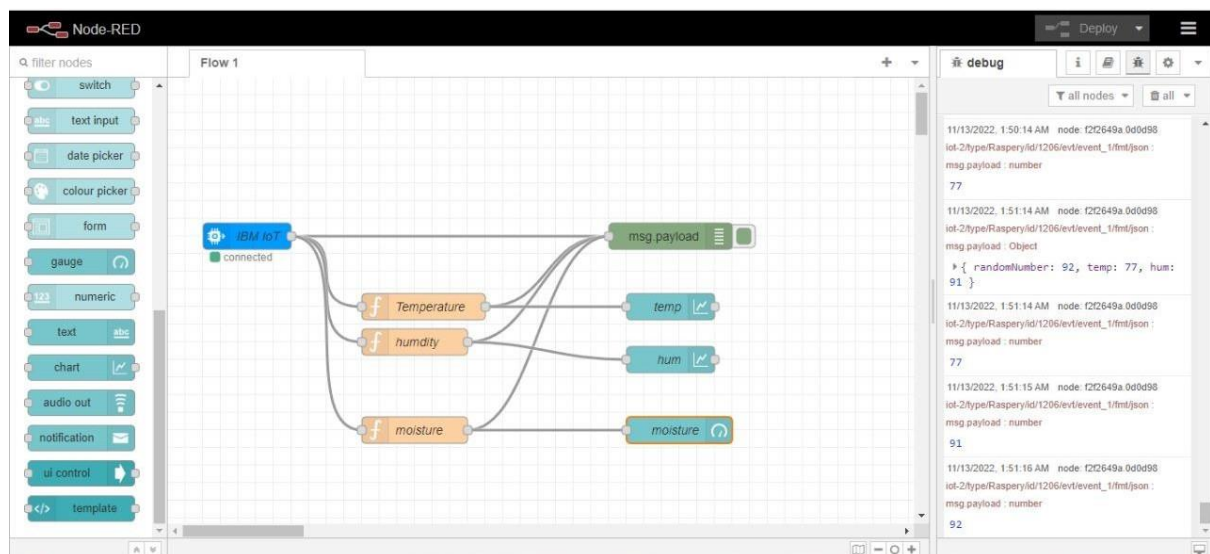 Node-RED
Deploy
filter nodes
switch
text input
date picker
colour picker
form
gauge
numeric
text
chart
audio out
notification
ui control
template
abc
123
abc
</>
Flow 1
IBM IoT
connected
Temperature
humdity
moisture
msg.payload
temp
hum
moisture
debug
i
all nodes
all
11/13/2022, 1:50:14 AM node: f2f2649a.0d0d98
iot-2/type/Raspery/id/1206/evt/event_1/fmt/json :
msg.payload : number
77
11/13/2022, 1:51:14 AM node: f2f2649a.0d0d98
iot-2/type/Raspery/id/1206/evt/event_1/fmt/json :
msg.payload : Object
{ randomNumber: 92, temp: 77, hum:
91 }
11/13/2022, 1:51:14 AM node: f2f2649a.0d0d98
iot-2/type/Raspery/id/1206/evt/event_1/fmt/json :
msg.payload : number
77
11/13/2022, 1:51:15 AM node: f2f2649a.0d0d98
iot-2/type/Raspery/id/1206/evt/event_1/fmt/json :
msg.payload : number
91
11/13/2022, 1:51:16 AM node: f2f2649a.0d0d98
iot-2/type/Raspery/id/1206/evt/event_1/fmt/json :
msg.payload : number
92